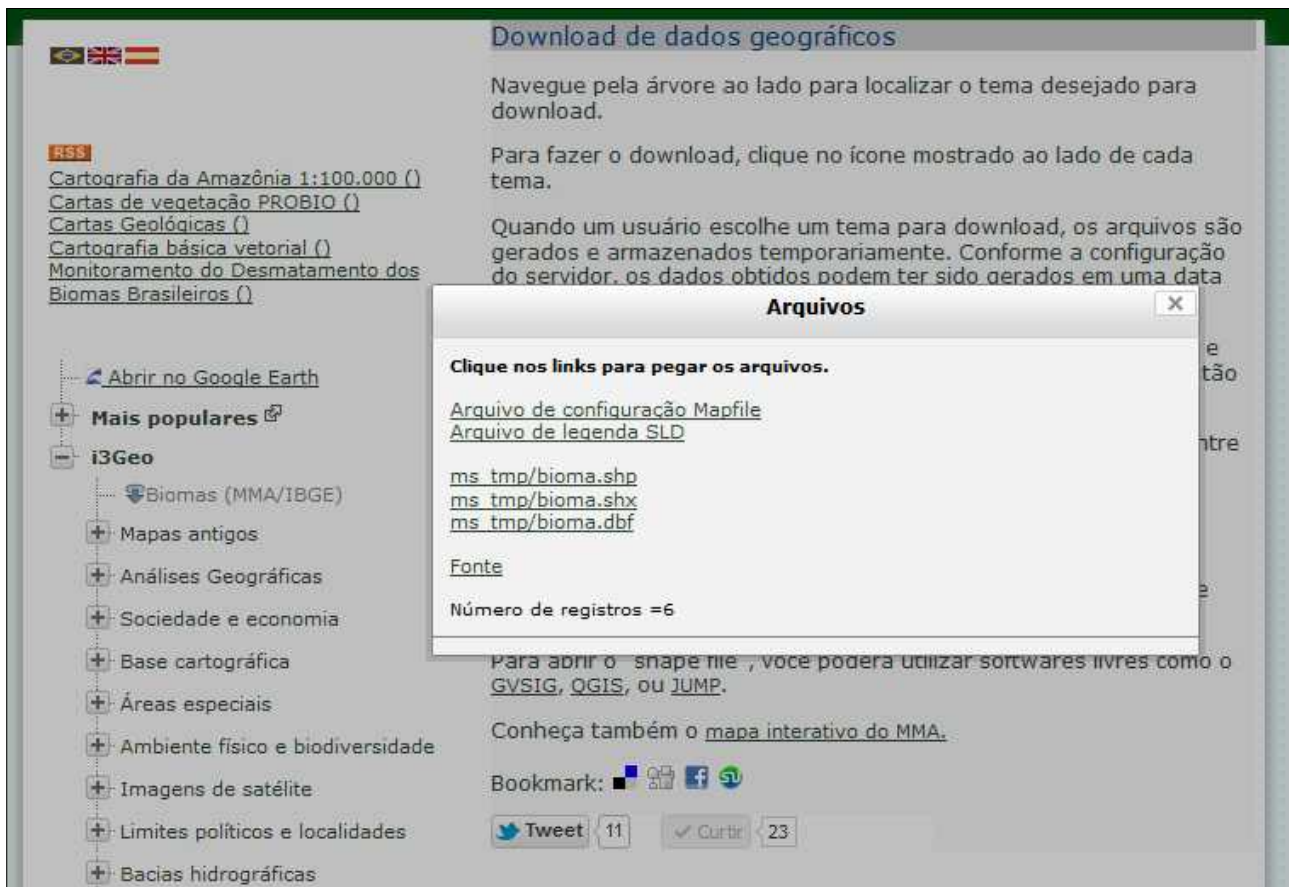 Download de dados geográficos
Navegue pela árvore ao lado para localizar o tema desejado para
download.
Para fazer o download, clique no ícone mostrado ao lado de cada
tema.
Quando um usuário escolhe um tema para download, os arquivos são
gerados e armazenados temporariamente. Conforme a configuração
do servidor, os dados obtidos podem ter sido gerados em uma data
RSS
Cartografia da Amazônia 1:100.000 ()
Cartas de vegetação PROBIO ()
Cartas Geológicas ()
Cartografia básica vetorial ()
Monitoramento do Desmatamento dos
Biomas Brasileiros ()
Abrir no Google Earth
Mais populares
i3Geo
Biomas (MMA/IBGE)
Mapas antigos
Análises Geográficas
Sociedade e economia
Base cartográfica
Áreas especiais
Ambiente físico e biodiversidade
Imagens de satélite
Limites políticos e localidades
Bacias hidrográficas
Arquivos
Clique nos links para pegar os arquivos.
Arquivo de configuração Mapfile
Arquivo de legenda SLD
ms_tmp/bioma.shp
ms_tmp/bioma.shx
ms_tmp/bioma.dbf
Fonte
Número de registros =6
e
tão
ntre
Para abrir o "shape file", você poderá utilizar softwares livres como o
GVSIG, QGIS, ou JUMP.
Conheça também o mapa interativo do MMA.
Bookmark:
Tweet 11 Curtir 23